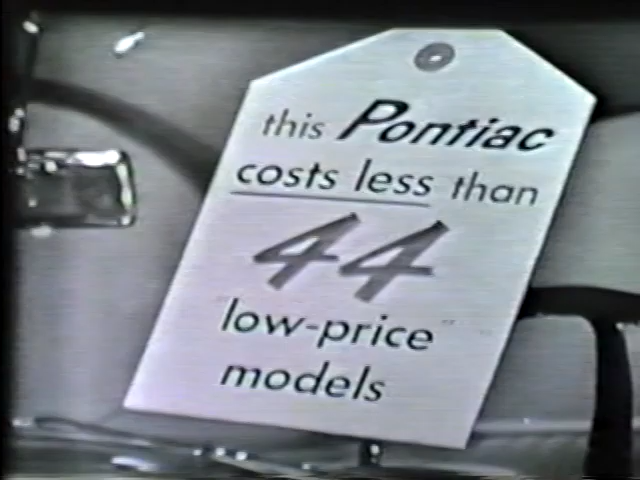 this Pontiac
costs less than
44
"low-price"
models